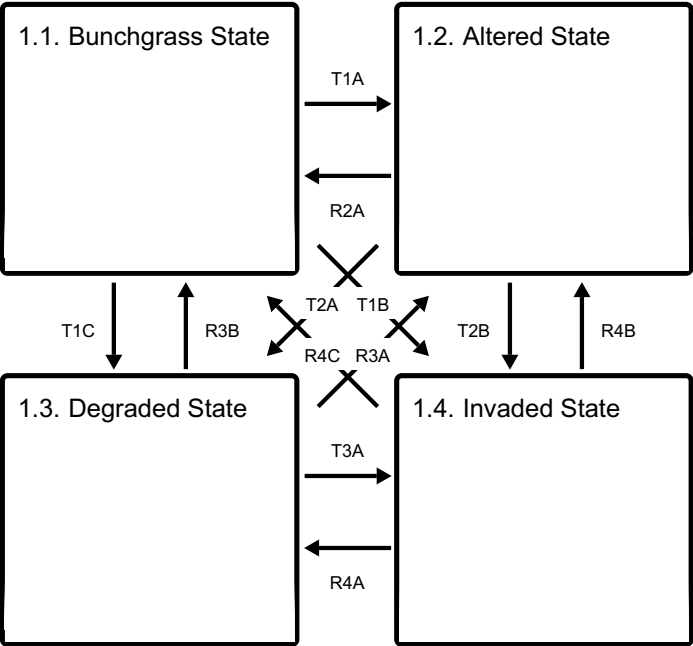 1.1. Bunchgrass State
1.2. Altered State
T1A
R2A
T2A
T1B
T1C
R3B
T2B
R4B
R4C
R3A
1.3. Degraded State
1.4. Invaded State
T3A
R4A